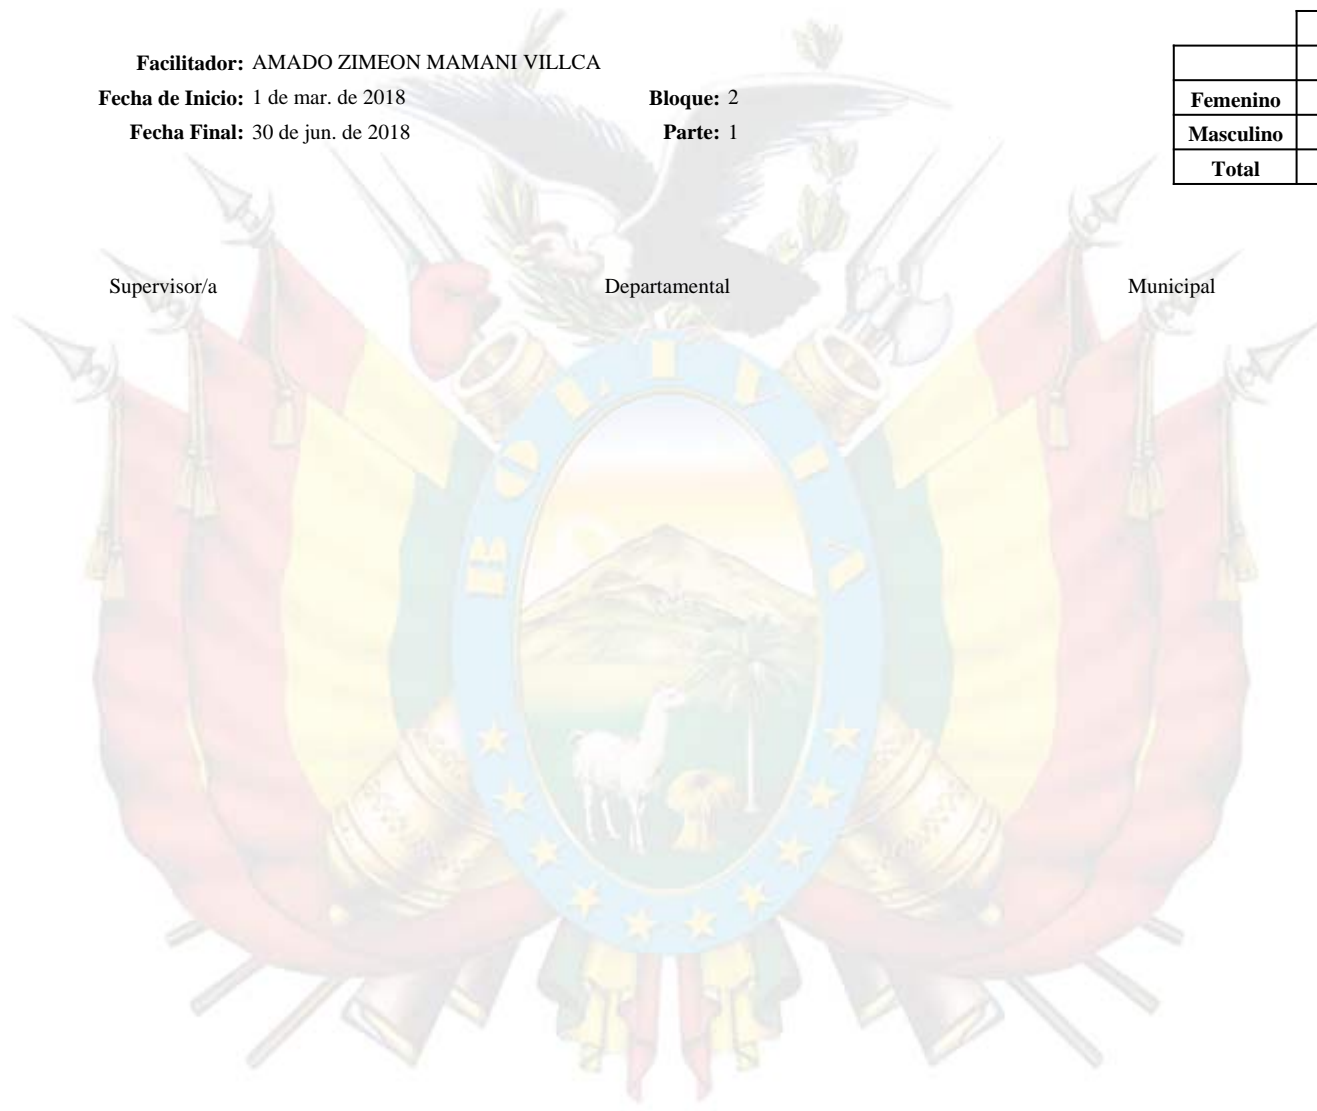 Facilitador: AMADO ZIMEON MAMANI VILLCA
Fecha de Inicio: 1 de mar. de 2018 Bloque: 2
Fecha Final: 30 de jun. de 2018 Parte: 1
Femenino
Masculino
Total
Supervisor/a Departamental Municipal
BOLIVIA